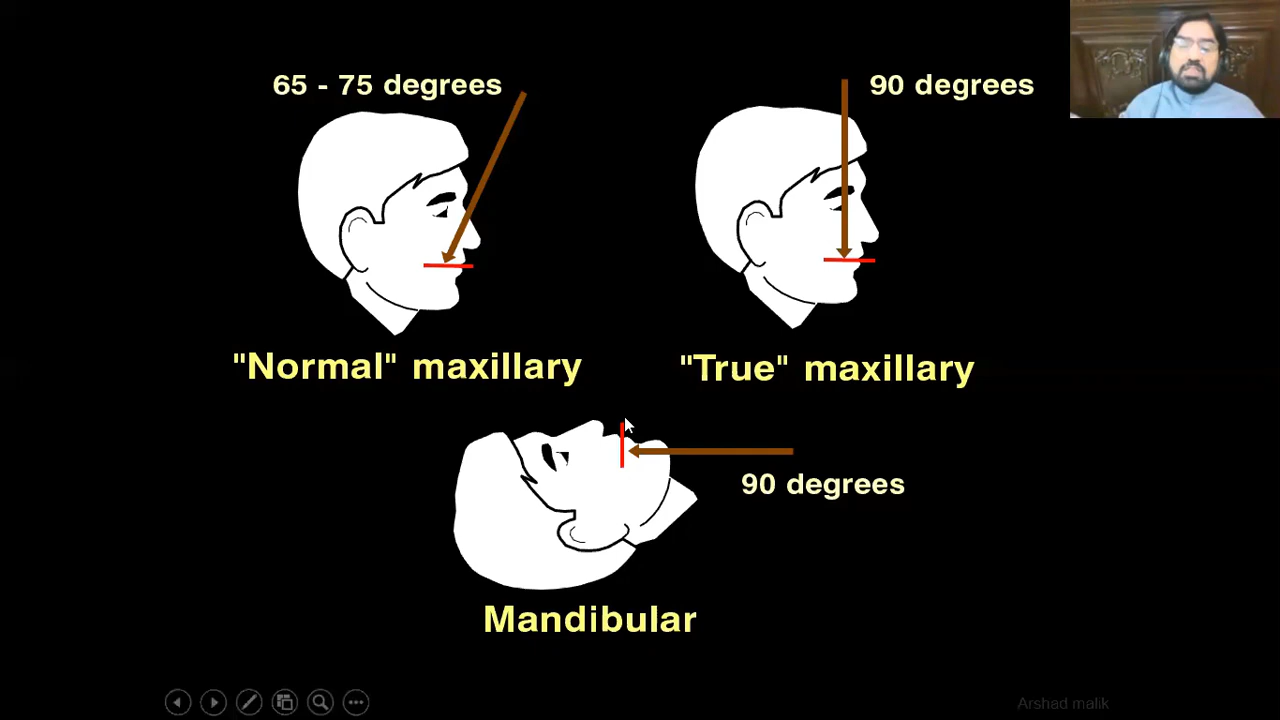 65 - 75 degrees
90 degrees
"Normal" maxillary
"True" maxillary
90 degrees
Mandibular
Arshad malik